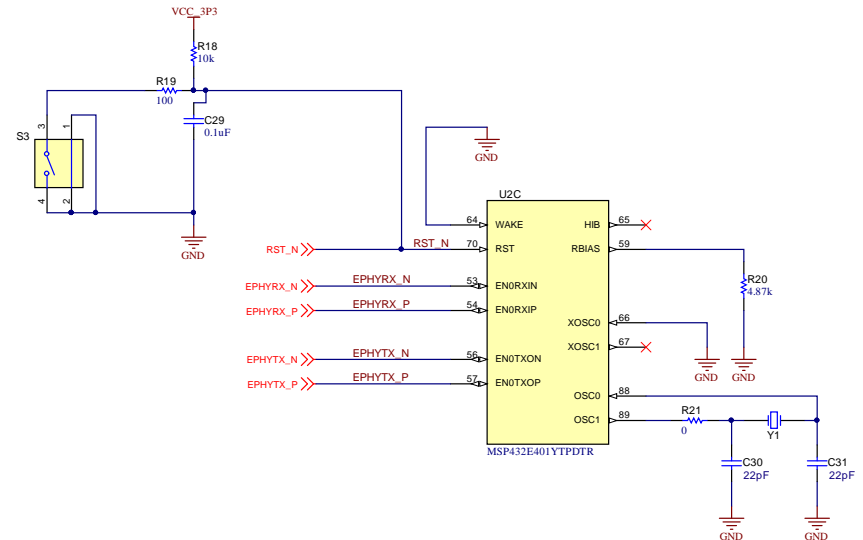 VCC_3P3
R18
10k
R19
100
C29
0.1uF
S3
3
1
4
2
GND
GND
U2C
64
WAKE
HIB
65
RST_N
RST_N
70
RST
RBIAS
59
EPHYRX_N
EPHYRX_N
53
EN0RXIN
R20
4.87k
EPHYRX_P
EPHYRX_P
54
EN0RXIP
XOSC0
66
XOSC1
67
EPHYTX_N
EPHYTX_N
56
EN0TXON
GND
GND
EPHYTX_P
EPHYTX_P
57
EN0TXOP
OSC0
88
OSC1
89
R21
0
Y1
MSP432E401YTPDTR
C30
22pF
C31
22pF
GND
GND